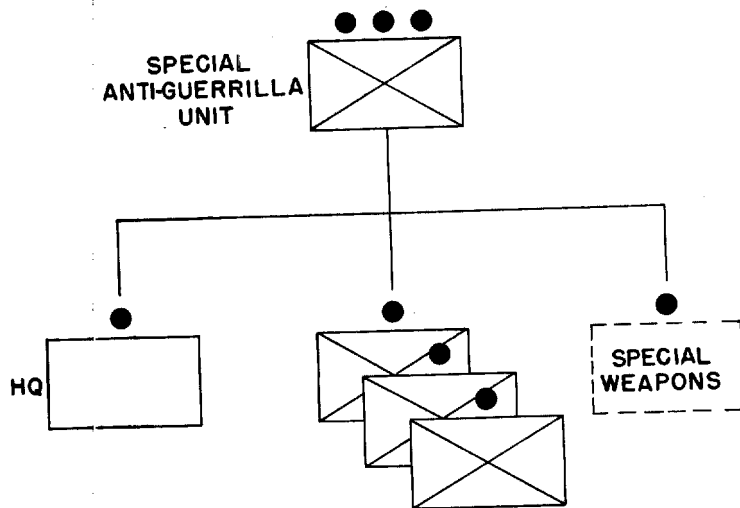 SPECIAL
ANTI-GUERRILLA
UNIT
HQ
SPECIAL
WEAPONS